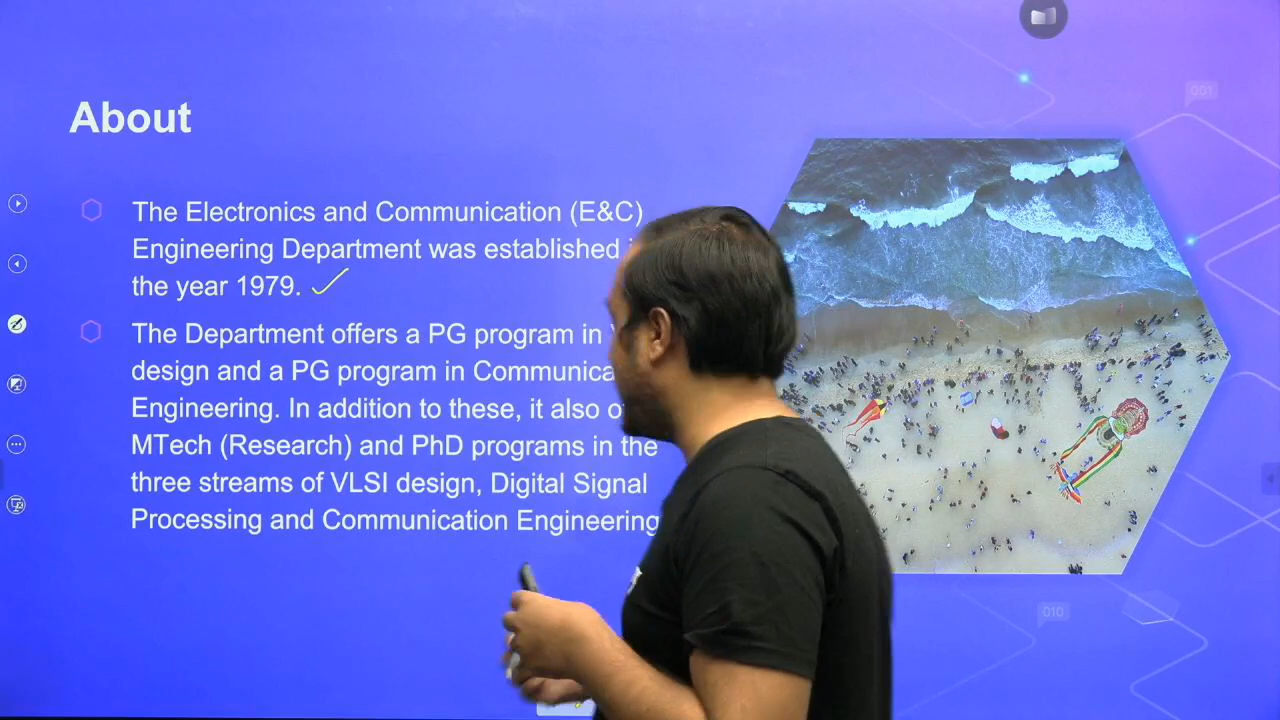 About
The Electronics and Communication (E&C)
Engineering Department was established
the year 1979.
The Department offers a PG program in
design and a PG program in
Engineering. In addition to these, it also
MTech (Research) and PhD programs in the
three streams of VLSI design, Digital Signal
Processing and Communication Engineering
001
010